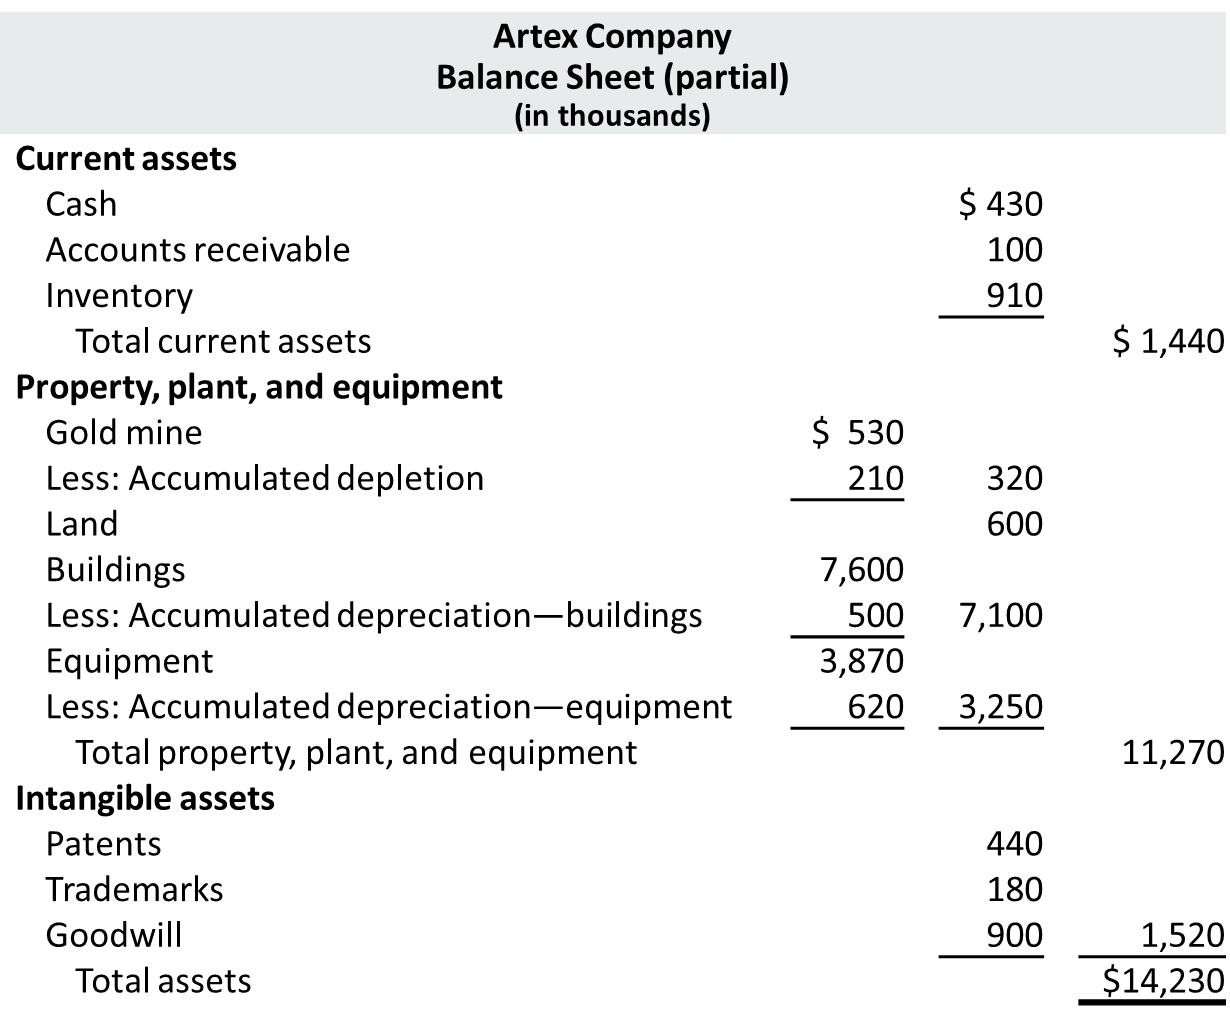 Artex Company
Balance Sheet (partial)
(in thousands)
Current assets
Cash $ 430
Accounts receivable 100
Inventory 910
Total current assets $ 1,440
Property, plant, and equipment
Gold mine $ 530
Less: Accumulated depletion 210 320
Land 600
Buildings 7,600
Less: Accumulated depreciation—buildings 500 7,100
Equipment 3,870
Less: Accumulated depreciation—equipment 620 3,250
Total property, plant, and equipment 11,270
Intangible assets
Patents 440
Trademarks 180
Goodwill 900 1,520
Total assets $14,230